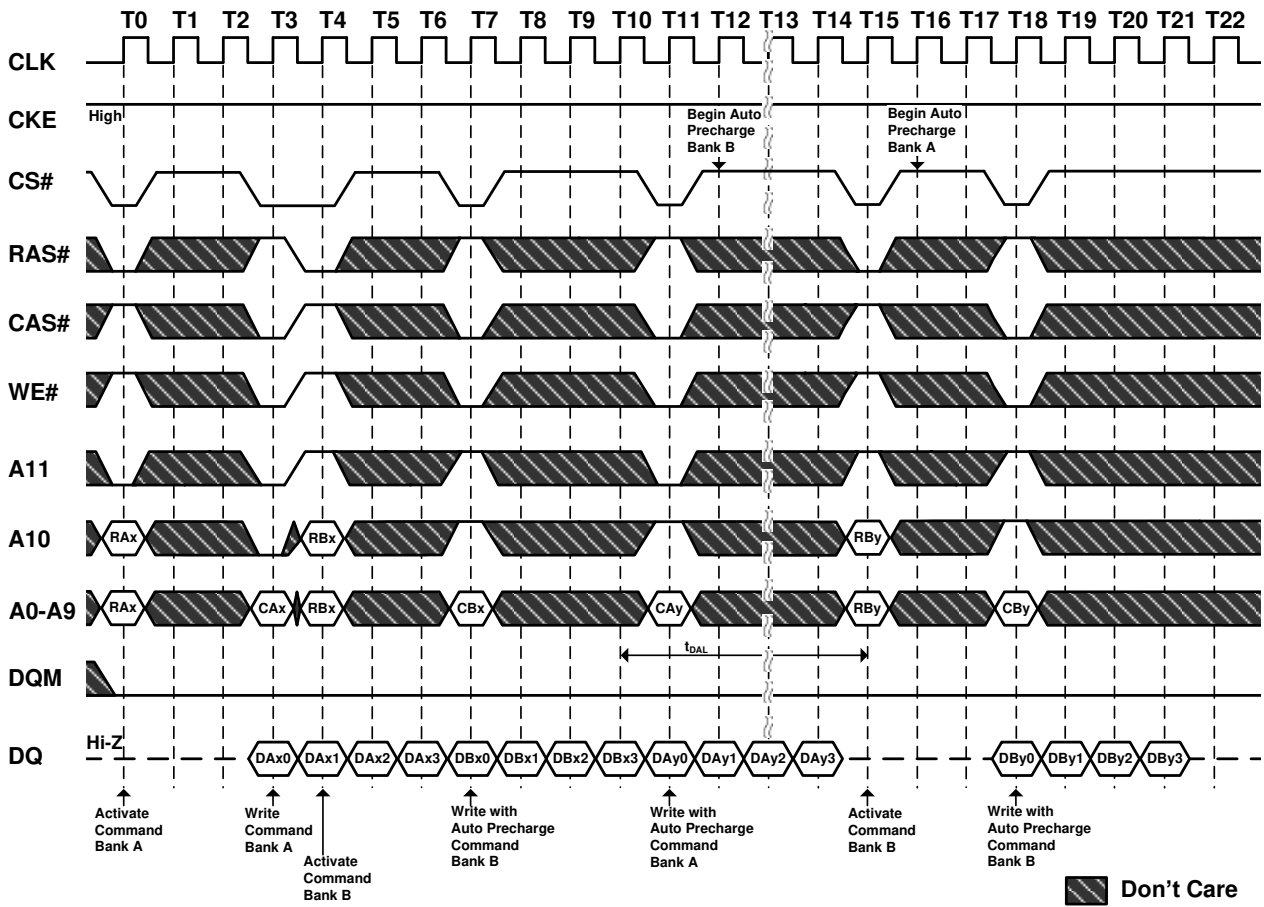 T0 T1 T2 T3 T4 T5 T6 T7 T8 T9 T10 T11 T12 T13 T14 T15 T16 T17 T18 T19 T20 T21 T22
CLK
CKE
High
Begin Auto
Precharge
Bank B
Begin Auto
Precharge
Bank A
CS#
RAS#
CAS#
WE#
A11
A10
RAx RBx RBy
A0-A9
RAx CAx RBx CBx CAy RBy CBy
tDAL
DQM
DQ
Hi-Z
DAx0 DAx1 DAx2 DAx3 DBx0 DBx1 DBx2 DBx3 DAy0 DAy1 DAy2 DAy3 DBy0 DBy1 DBy2 DBy3
Activate
Command
Bank A
Write
Command
Bank A
Activate
Command
Bank B
Write with
Auto Precharge
Command
Bank B
Write with
Auto Precharge
Command
Bank A
Activate
Command
Bank B
Write with
Auto Precharge
Command
Bank B
Don't Care